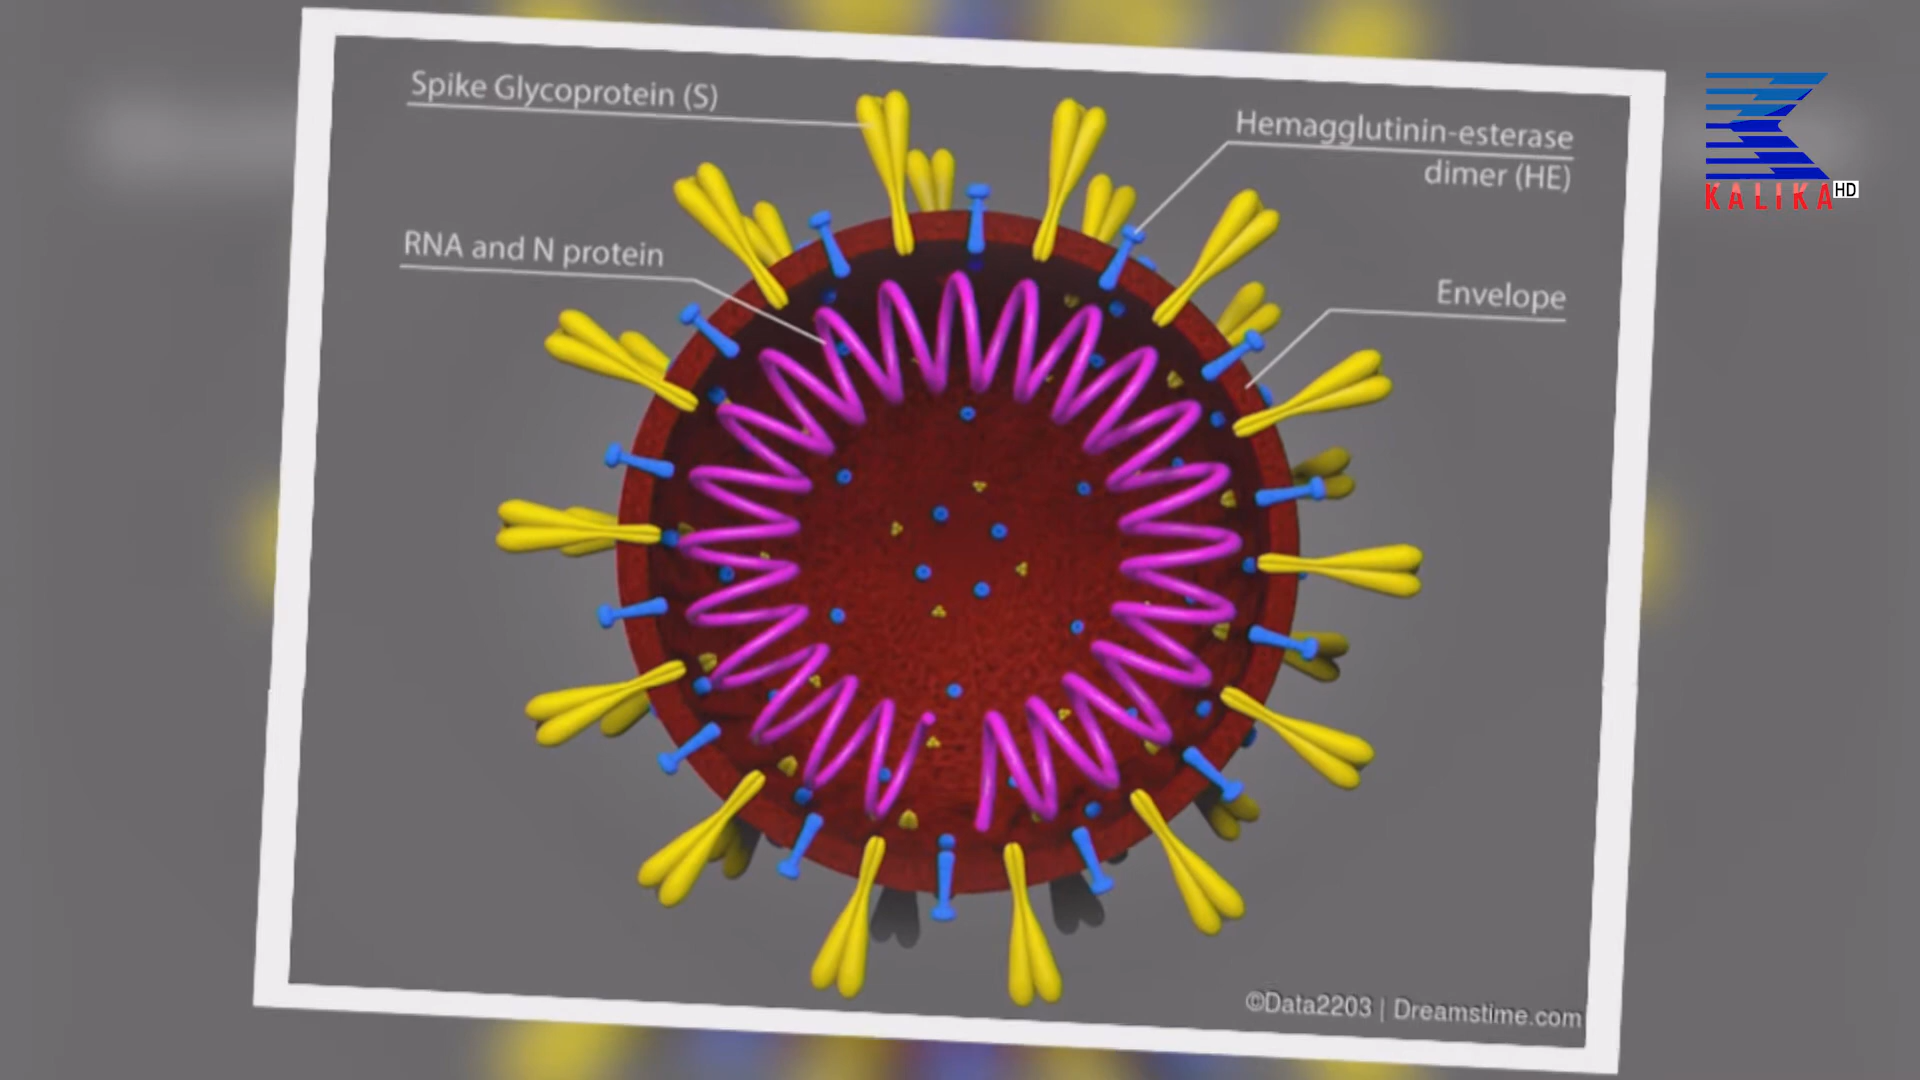 Spike Glycoprotein (S)
Hemagglutinin-esterase
dimer (HE)
RNA and N protein
Envelope
KALIKA HD
©Data2203 | Dreamstime.com